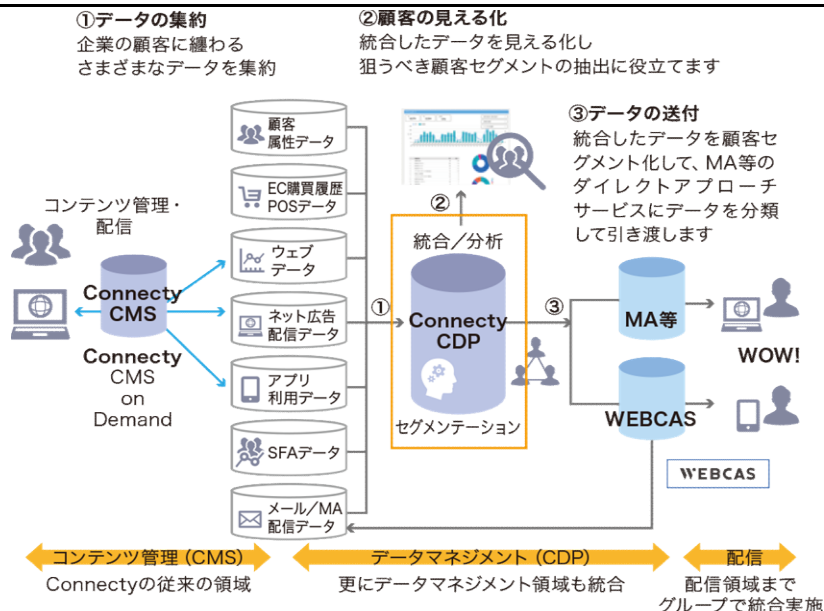 ①データの集約
企業の顧客に纏わる
さまざまなデータを集約
②顧客の見える化
統合したデータを見える化し
狙うべき顧客セグメントの抽出に役立てます
③データの送付
統合したデータを顧客セ
グメント化して、MA等の
ダイレクトアプローチ
サービスにデータを分類
して引き渡します
コンテンツ管理・
配信
Connecty
CMS
Connecty
CMS
on
Demand
顧客
属性データ
EC購買履歴
POSデータ
ウェブ
データ
ネット広告
配信データ
アプリ
利用データ
SFAデータ
メール／MA
配信データ
①
②
統合／分析
Connecty
CDP
セグメンテーション
③
MA等
WEBCAS
WOW!
WEBCAS
コンテンツ管理（CMS）
Connectyの従来の領域
データマネジメント（CDP）
更にデータマネジメント領域も統合
配信
配信領域まで
グループで統合実施